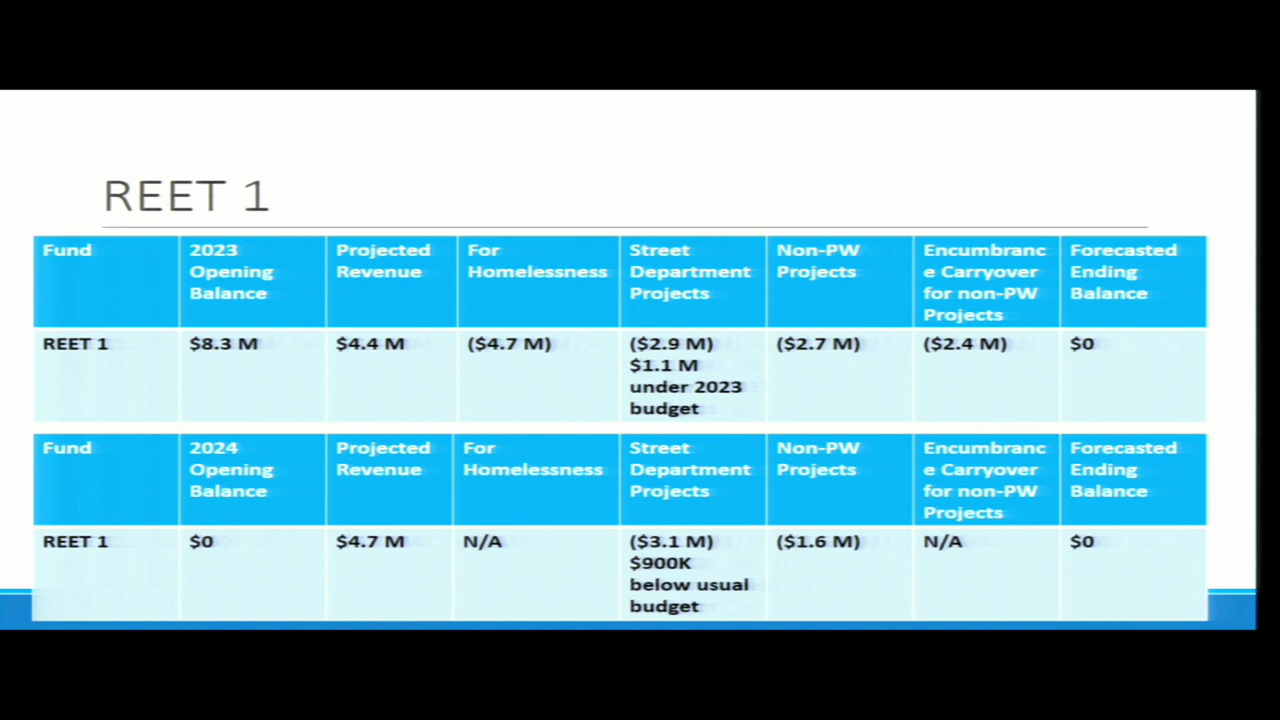 REET 1
Fund
2023
Opening
Balance
Projected
Revenue
For
Homelessness
Street
Department
Projects
Non-PW
Projects
Encumbranc
e Carryover
for non-PW
Projects
Forecasted
Ending
Balance
REET 1
$8.3 M
$4.4 M
($4.7 M)
($2.9 M)
$1.1 M
under 2023
budget
($2.7 M)
($2.4 M)
$0
Fund
2024
Opening
Balance
Projected
Revenue
For
Homelessness
Street
Department
Projects
Non-PW
Projects
Encumbranc
e Carryover
for non-PW
Projects
Forecasted
Ending
Balance
REET 1
$0
$4.7 M
N/A
($3.1 M)
$900K
below usual
budget
($1.6 M)
N/A
$0